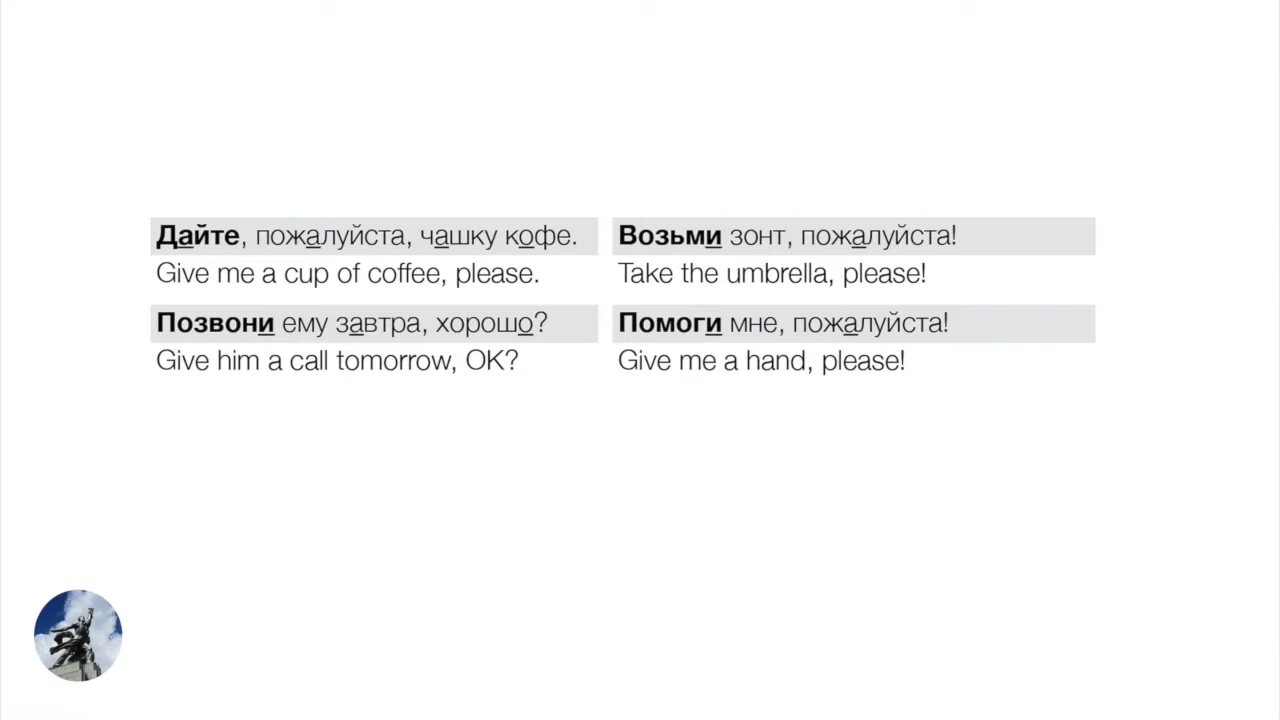 Дайте, пожалуйста, чашку кофе.
Give me a cup of coffee, please.
Возьми зонт, пожалуйста!
Take the umbrella, please!
Позвони ему завтра, хорошо?
Give him a call tomorrow, OK?
Помоги мне, пожалуйста!
Give me a hand, please!